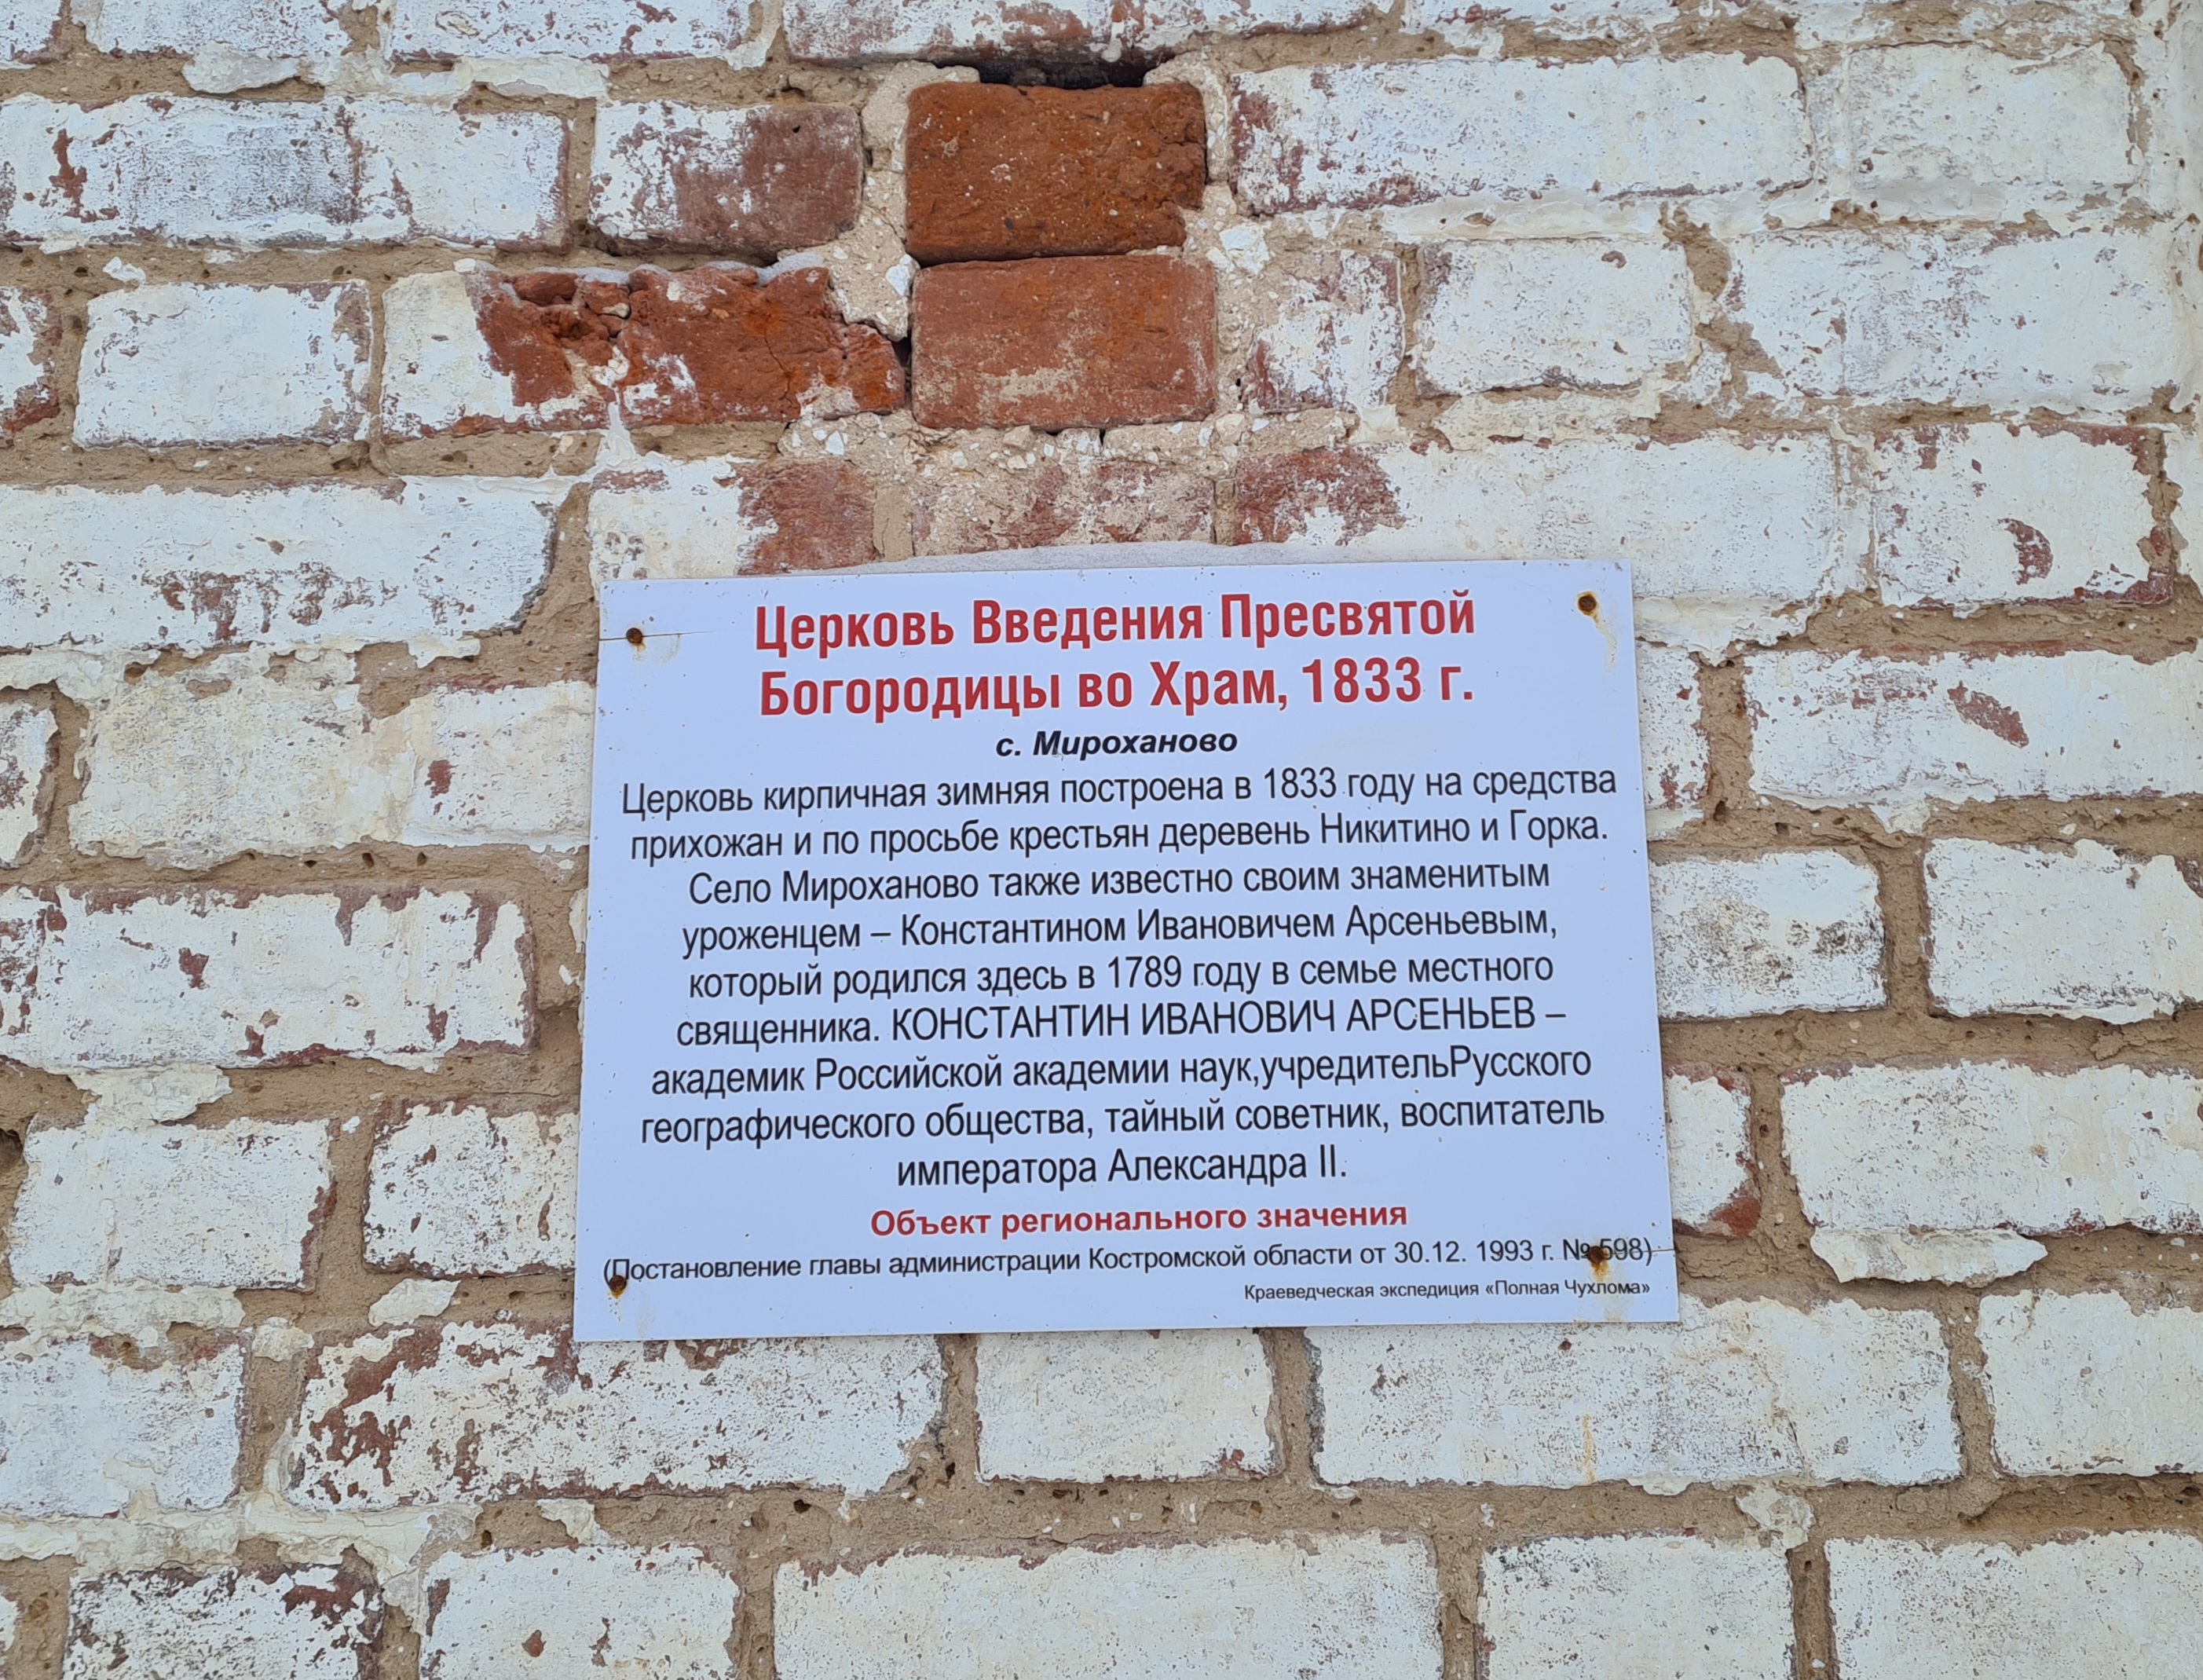 Церковь Введения Пресвятой
Богородицы во Храм, 1833 г.
с. Мироханово
Церковь кирпичная зимняя построена в 1833 году на средства
прихожан и по просьбе крестьян деревень Никитино и Горка.
Село Мироханово также известно своим знаменитым
уроженцем – Константином Ивановичем Арсеньевым,
который родился здесь в 1789 году в семье местного
священника. КОНСТАНТИН ИВАНОВИЧ АРСЕНЬЕВ –
академик Российской академии наук,учредительРусского
географического общества, тайный советник, воспитатель
императора Александра II.
Объект регионального значения
(Постановление главы администрации Костромской области от 30.12. 1993 г. № 598)
Краеведческая экспедиция «Полная Чухлома»